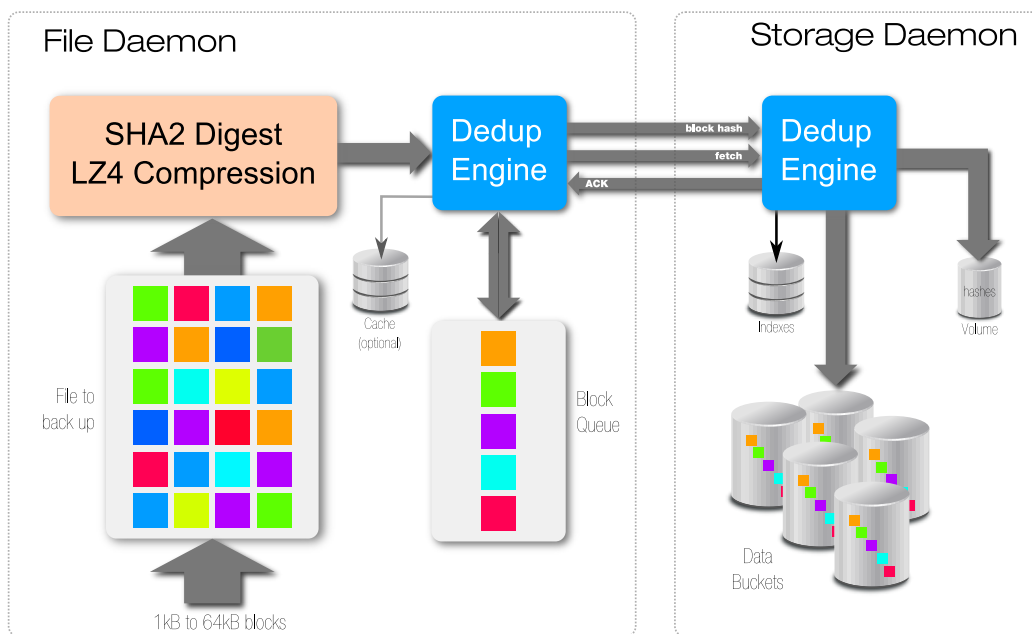 File Daemon
Storage Daemon
SHA2 Digest
LZ4 Compression
Dedup
Engine
block hash
fetch
ACK
Dedup
Engine
Cache
(optional)
Indexes
hashes
Volume
File to
back up
Block
Queue
Data
Buckets
1kB to 64kB blocks